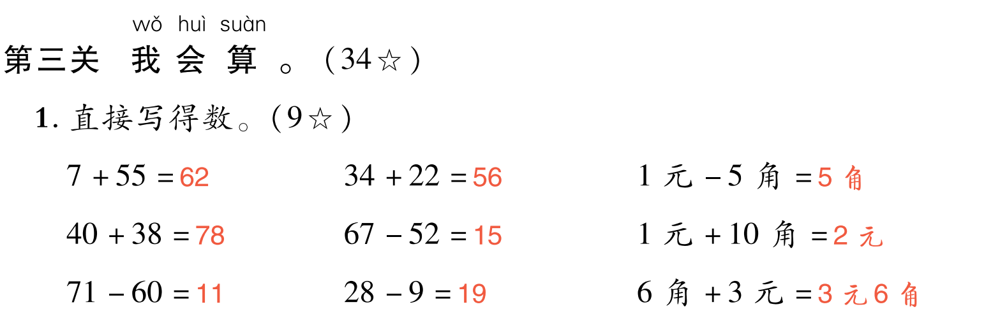 wǒ huì suàn
第三关 我会算。(34☆)
1. 直接写得数。(9☆)
7+55=62 34+22=56 1元-5角=5角
40+38=78 67-52=15 1元+10角=2元
71-60=11 28-9=19 6角+3元=3元6角